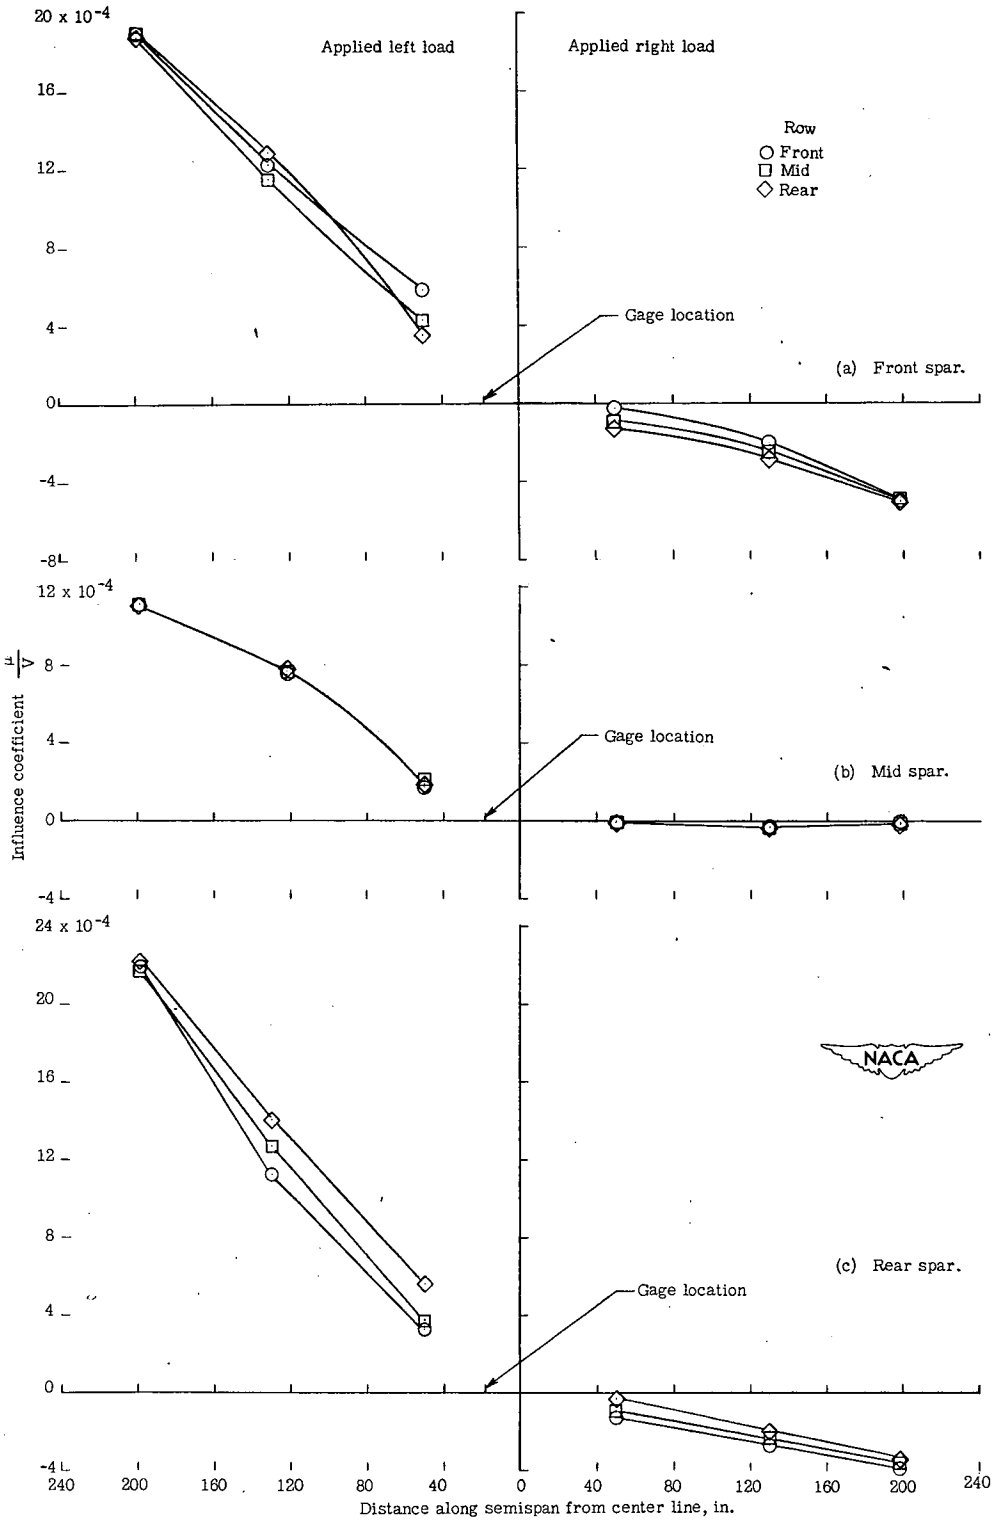 20 x 10-4
Applied left load
Applied right load
16
Row
Front
Mid
Rear
12
8
4
Gage location
(a) Front spar.
0
-4
-8
12 x 10-4
8
Influence coefficient μ/V
4
Gage location
(b) Mid spar.
0
-4
24 x 10-4
20
NACA
16
12
8
(c) Rear spar.
Gage location
4
0
-4
240 200 160 120 80 40 0 40 80 120 160 200 240
Distance along semispan from center line, in.